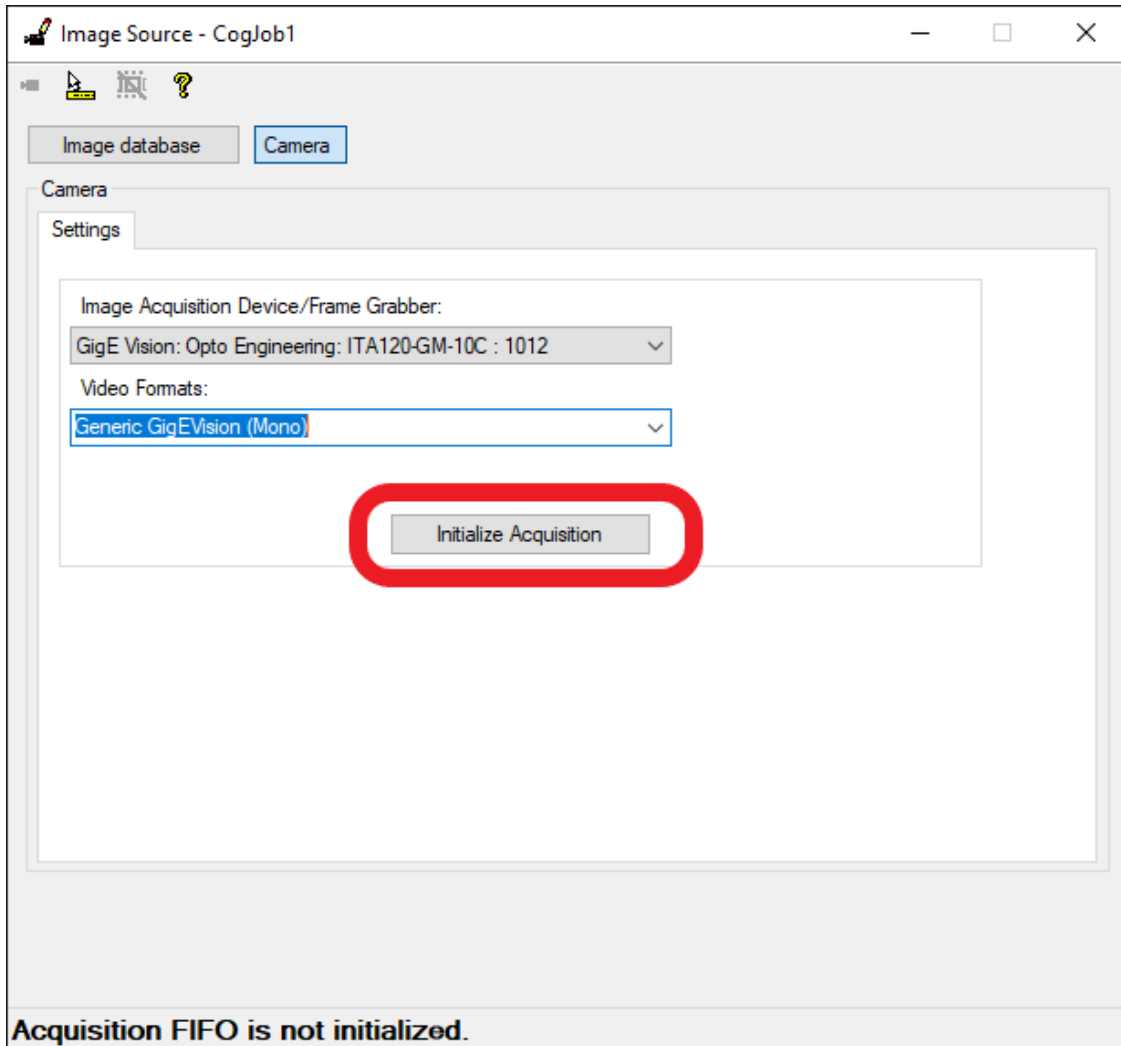 Image Source - CogJob1
Image database
Camera
Camera
Settings
Image Acquisition Device/Frame Grabber:
GigE Vision: Opto Engineering: ITA120-GM-10C : 1012
Video Formats:
Generic GigEVision (Mono)
Initialize Acquisition
Acquisition FIFO is not initialized.